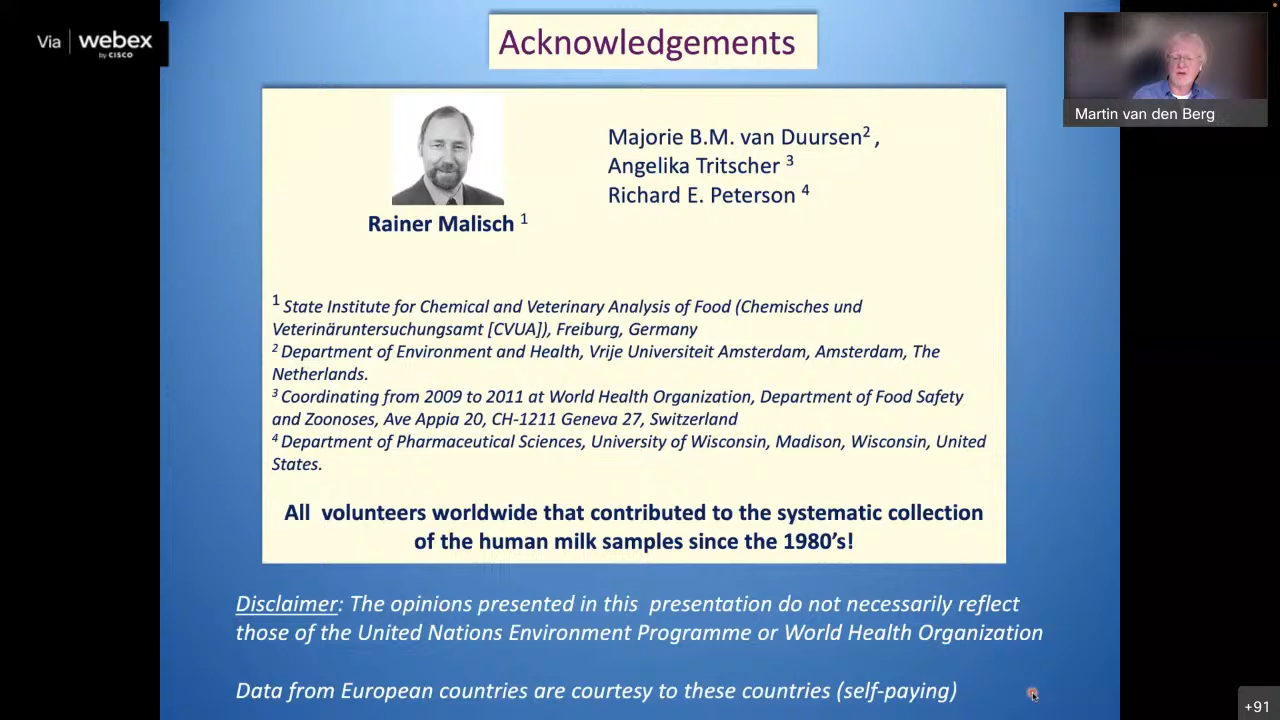 Via | webex
by CISCO
Acknowledgements
Martin van den Berg
Majorie B.M. van Duursen2 ,
Angelika Tritscher 3
Richard E. Peterson 4
Rainer Malisch 1
1 State Institute for Chemical and Veterinary Analysis of Food (Chemisches und
Veterinäruntersuchungsamt [CVUA]), Freiburg, Germany
2 Department of Environment and Health, Vrije Universiteit Amsterdam, Amsterdam, The
Netherlands.
3 Coordinating from 2009 to 2011 at World Health Organization, Department of Food Safety
and Zoonoses, Ave Appia 20, CH-1211 Geneva 27, Switzerland
4 Department of Pharmaceutical Sciences, University of Wisconsin, Madison, Wisconsin, United
States.
All volunteers worldwide that contributed to the systematic collection
of the human milk samples since the 1980’s!
Disclaimer: The opinions presented in this presentation do not necessarily reflect
those of the United Nations Environment Programme or World Health Organization
Data from European countries are courtesy to these countries (self-paying)
+91